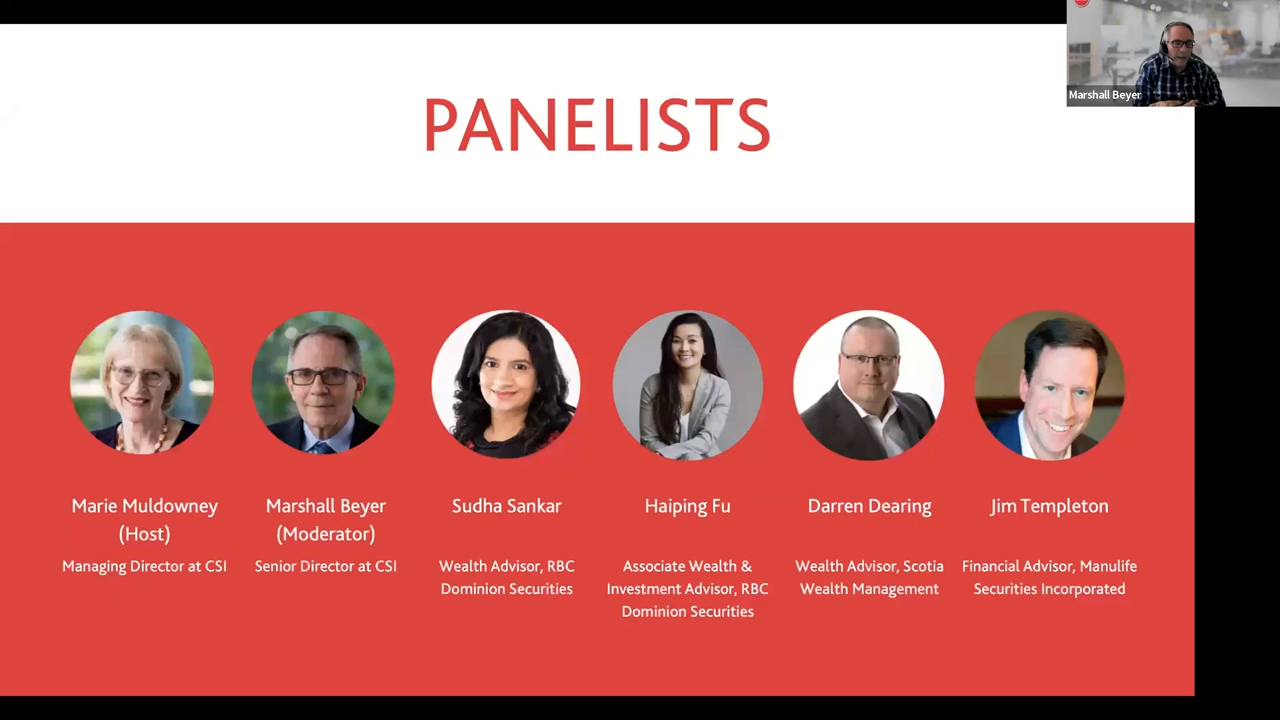 PANELISTS
Marshall Beyer
Marie Muldowney
(Host)
Managing Director at CSI
Marshall Beyer
(Moderator)
Senior Director at CSI
Sudha Sankar
Wealth Advisor, RBC
Dominion Securities
Haiping Fu
Associate Wealth &
Investment Advisor, RBC
Dominion Securities
Darren Dearing
Wealth Advisor, Scotia
Wealth Management
Jim Templeton
Financial Advisor, Manulife
Securities Incorporated